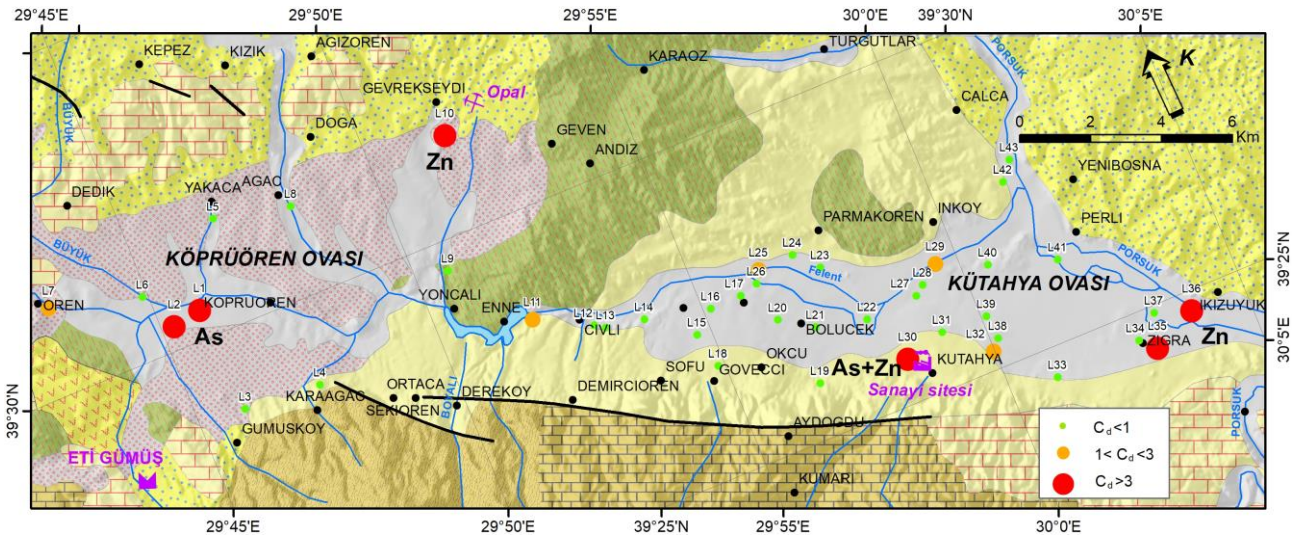 29°45'E 29°50'E 29°55'E 30°0'E 39°30'N 30°5'E
KEPEZ
KIZIK
AGIZOREN
KARAOZ
TURGUTLAR
PORSUK
K
BÜYÜK
GEVREKSEYDI
Opal
L10
Zn
DOGA
GEVEN
ANDIZ
CALCA
0 2 4 6
Km
L43
L42
YENIBOSNA
DEDIK
YAKACA
AGAC
L5
L8
PARMAKOREN
INKOY
PERLI
BÜYÜK
KÖPRÜÖREN OVASI
L9
L25
L24
L23
L26
Felent
L29
L28
L27
L40
L41
PORSUK
39°25'N
KÜTAHYA OVASI
L7
OREN
L6
L2
L1
KOPRUOREN
As
YONCALI
ENNE
L11
L12
L13
CIVLI
L14
L17
L16
L15
L20
L21
BOLUCEK
L22
L39
L31
L32
L38
L37
L36
IKIZUYUK
Zn
L34
L35
ZIGRA
30°5'E
L30
As+Zn
KUTAHYA
Sanayi sitesi
L18
SOFU
GOVECCI
OKCU
L19
L33
39°30'N
L4
KARAAGAC
L3
GUMUSKOY
ORTACA
SEKIOREN
BOYALI
DEREKOY
DEMIRCIOREN
AYDOGDU
KUMARI
ETİ GÜMÜŞ
PORSUK
C d <1
1< C d <3
C d >3
29°45'E 29°50'E 39°25'N 29°55'E 30°0'E